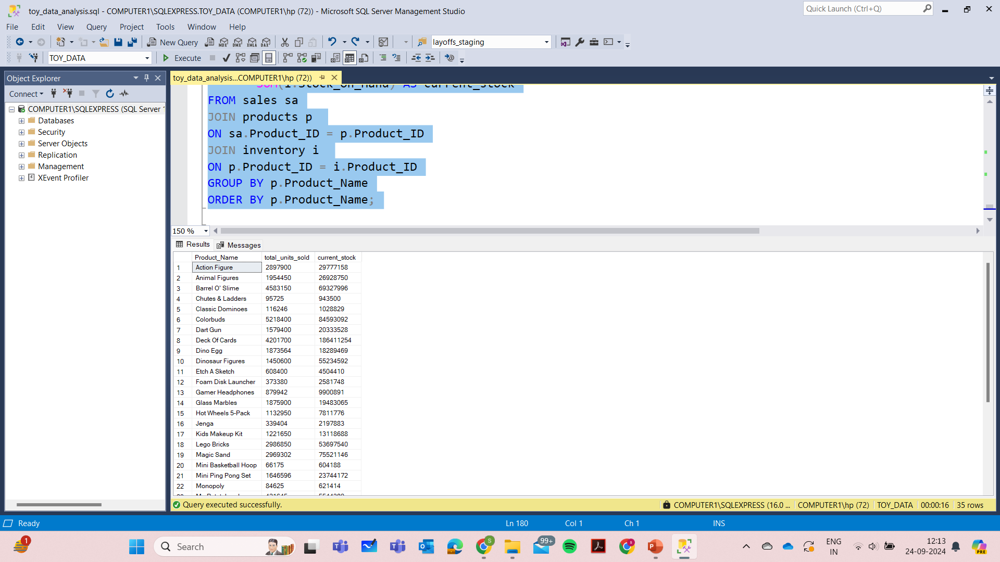 toy_data_analysis.sql - COMPUTER1\SQLEXPRESS.TOY_DATA (COMPUTER1\hp (72)) - Microsoft SQL Server Management Studio
Quick Launch (Ctrl+Q)
File Edit View Query Project Tools Window Help
New Query MDX DMX XMLA DAX layoffs_staging
TOY_DATA Execute
Object Explorer
Connect
COMPUTER1\SQLEXPRESS (SQL Server
Databases
Security
Server Objects
Replication
Management
XEvent Profiler
toy_data_analysis...COMPUTER1\hp (72))
SUM(i.Stock_On_Hand) AS current_stock
FROM sales sa
JOIN products p
ON sa.Product_ID = p.Product_ID
JOIN inventory i
ON p.Product_ID = i.Product_ID
GROUP BY p.Product_Name
ORDER BY p.Product_Name;
150 %
Results Messages
Product_Name total_units_sold current_stock
1 Action Figure 2897900 29777158
2 Animal Figures 1954450 26928750
3 Barrel O' Slime 4583150 69327996
4 Chutes & Ladders 95725 943500
5 Classic Dominoes 116246 1028829
6 Colorbuds 5218400 84593092
7 Dart Gun 1579400 20333528
8 Deck Of Cards 4201700 186411254
9 Dino Egg 1873564 18289469
10 Dinosaur Figures 1450600 55234592
11 Etch A Sketch 608400 4504410
12 Foam Disk Launcher 373380 2581748
13 Gamer Headphones 879942 9900891
14 Glass Marbles 1875900 19483065
15 Hot Wheels 5-Pack 1132950 7811776
16 Jenga 339404 2197883
17 Kids Makeup Kit 1221650 13118688
18 Lego Bricks 2986850 53697540
19 Magic Sand 2969302 75521146
20 Mini Basketball Hoop 66175 604188
21 Mini Ping Pong Set 1646596 23744172
22 Monopoly 84625 621414
Query executed successfully.
COMPUTER1\SQLEXPRESS (16.0 ... COMPUTER1\hp (72) TOY_DATA 00:00:16 35 rows
Ready Ln 180 Col 1 Ch 1 INS
1 Search 99+ ENG IN 12:13 24-09-2024 PRE